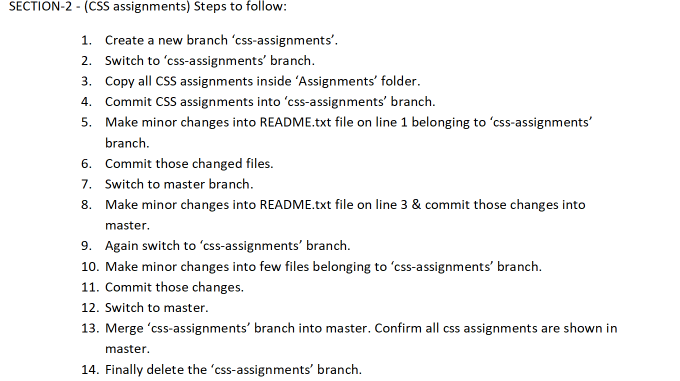 SECTION-2 - (CSS assignments) Steps to follow:
1. Create a new branch ‘css-assignments’.
2. Switch to ‘css-assignments’ branch.
3. Copy all CSS assignments inside ‘Assignments’ folder.
4. Commit CSS assignments into ‘css-assignments’ branch.
5. Make minor changes into README.txt file on line 1 belonging to ‘css-assignments’
branch.
6. Commit those changed files.
7. Switch to master branch.
8. Make minor changes into README.txt file on line 3 & commit those changes into
master.
9. Again switch to ‘css-assignments’ branch.
10. Make minor changes into few files belonging to ‘css-assignments’ branch.
11. Commit those changes.
12. Switch to master.
13. Merge ‘css-assignments’ branch into master. Confirm all css assignments are shown in
master.
14. Finally delete the ‘css-assignments’ branch.